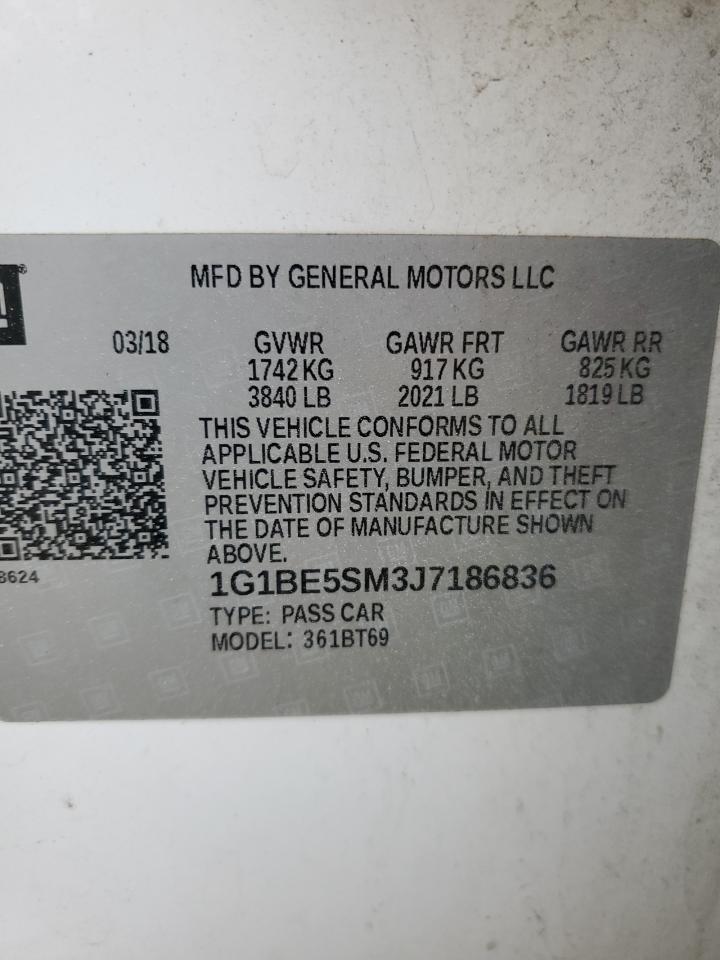 MFD BY GENERAL MOTORS LLC
03/18 GVWR GAWR FRT GAWR RR
1742 KG 917 KG 825 KG
3840 LB 2021 LB 1819 LB
THIS VEHICLE CONFORMS TO ALL
APPLICABLE U.S. FEDERAL MOTOR
VEHICLE SAFETY, BUMPER, AND THEFT
PREVENTION STANDARDS IN EFFECT ON
THE DATE OF MANUFACTURE SHOWN
ABOVE.
8624
1G1BE5SM3J7186836
TYPE: PASS CAR
MODEL: 361BT69